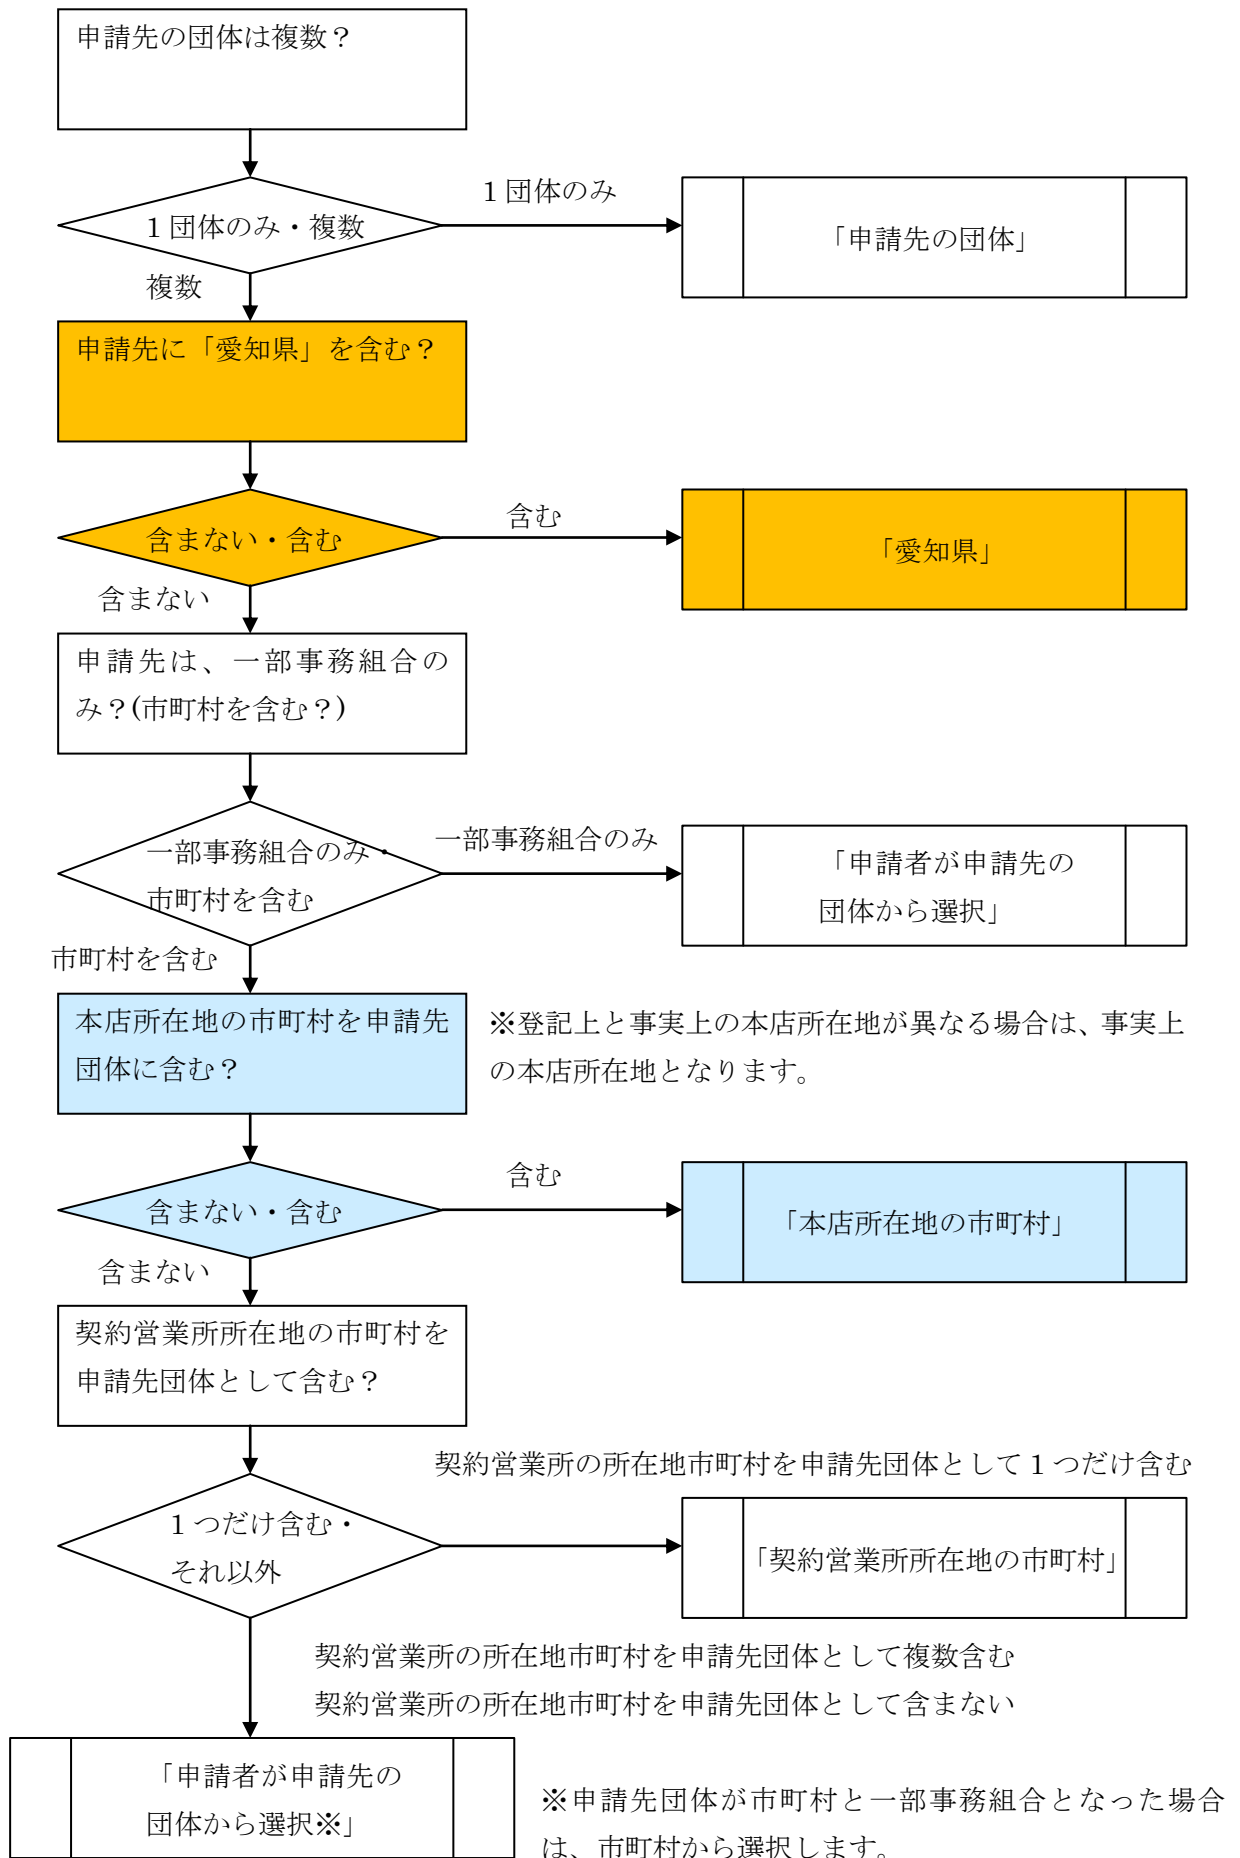 申請先の団体は複数？
１団体のみ・複数
１団体のみ
「申請先の団体」
複数
申請先に「愛知県」を含む？
含まない・含む
含む
「愛知県」
含まない
申請先は、一部事務組合の
み？(市町村を含む？)
一部事務組合のみ・
市町村を含む
一部事務組合のみ
「申請者が申請先の
団体から選択」
市町村を含む
本店所在地の市町村を申請先
団体に含む？
※登記上と事実上の本店所在地が異なる場合は、事実上
の本店所在地となります。
含まない・含む
含む
「本店所在地の市町村」
含まない
契約営業所所在地の市町村を
申請先団体として含む？
契約営業所の所在地市町村を申請先団体として１つだけ含む
１つだけ含む・
それ以外
「契約営業所所在地の市町村」
契約営業所の所在地市町村を申請先団体として複数含む
契約営業所の所在地市町村を申請先団体として含まない
「申請者が申請先の
団体から選択※」
※申請先団体が市町村と一部事務組合となった場合
は、市町村から選択します。